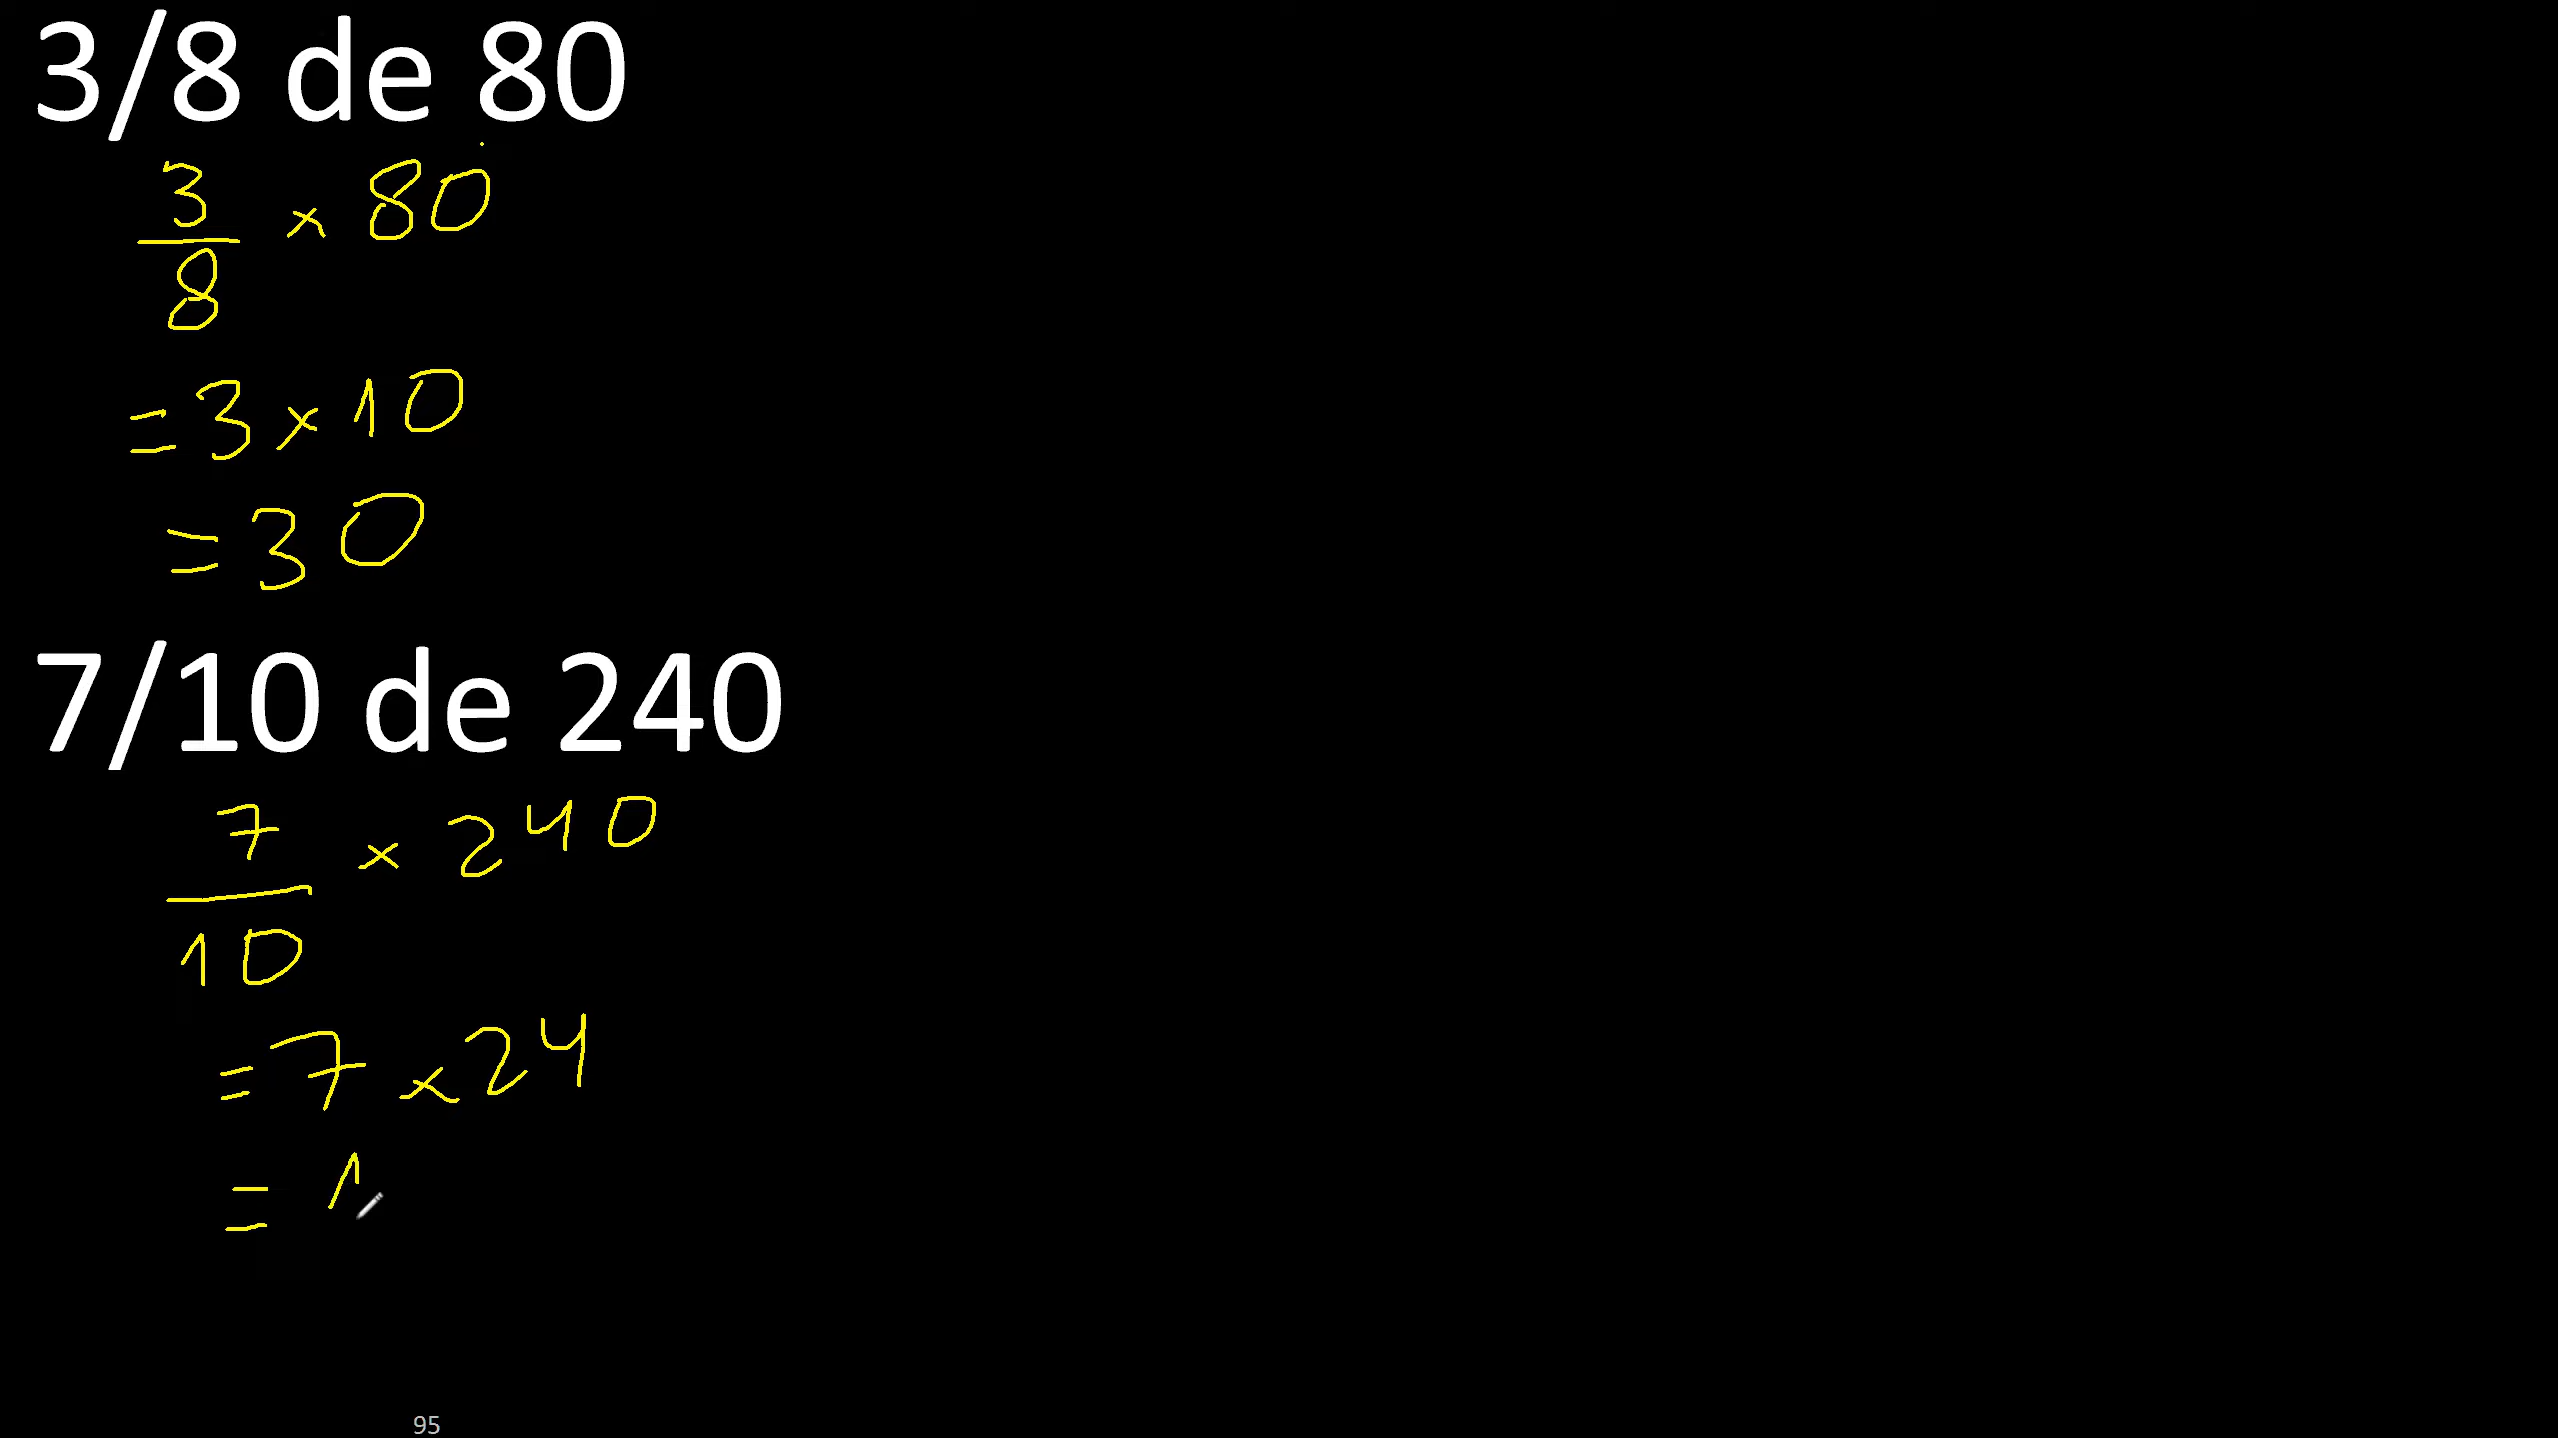 3/8 de 80
3
8 × 80
= 3 × 10
= 30
7/10 de 240
7
10 × 240
= 7 × 24
= 1
95